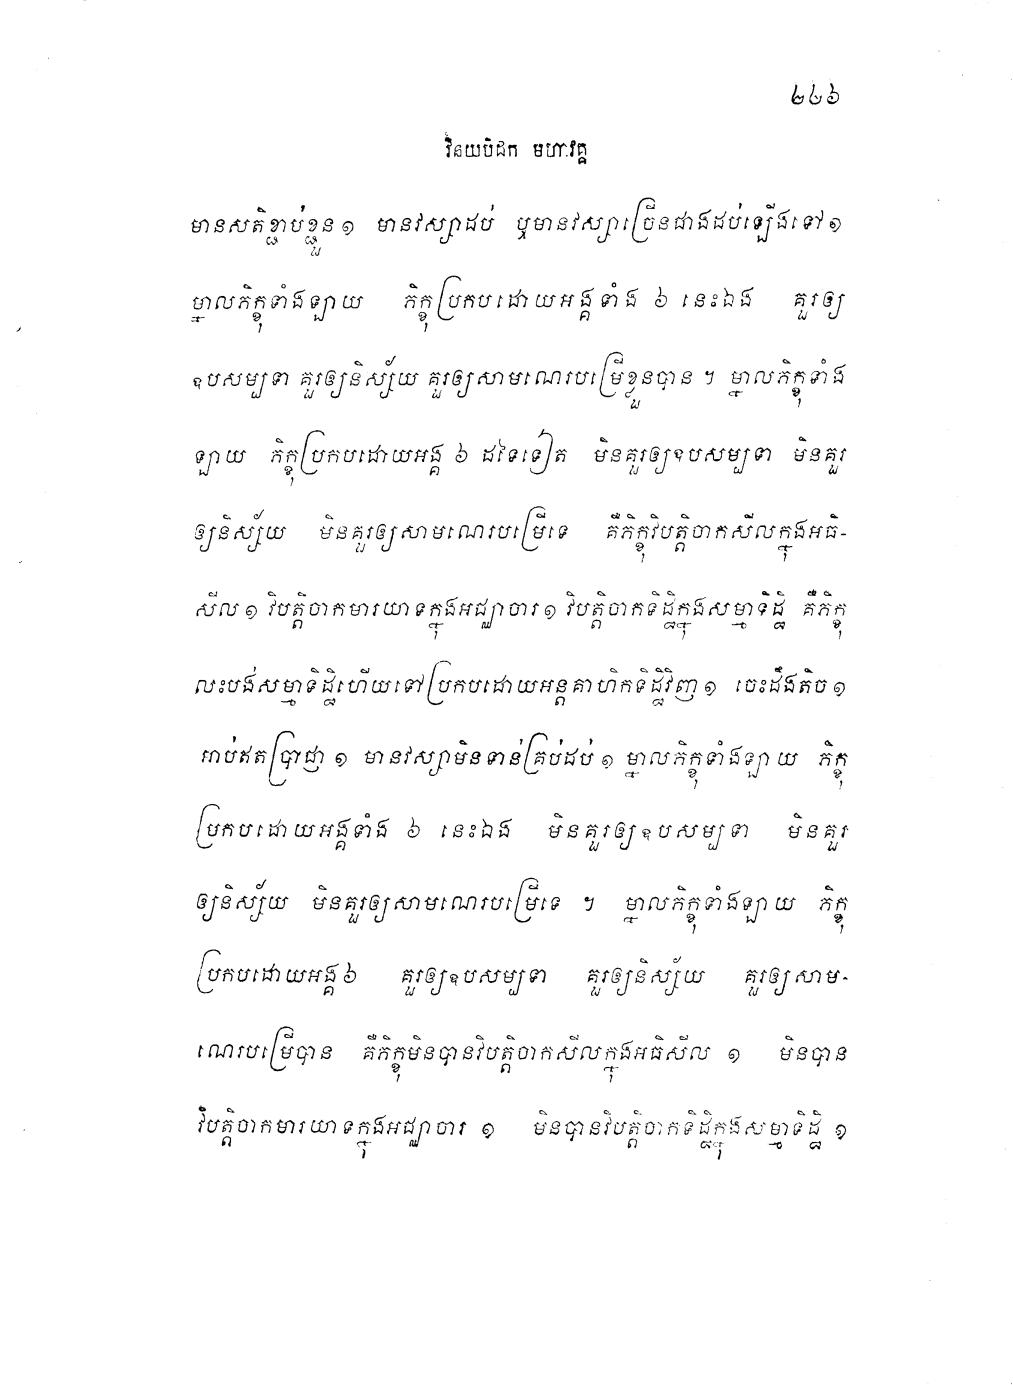 ២២៦
វិនយបិដក មហាវគ្គ
មានសតិខ្ជាប់ខ្ជួន ១ មានវស្សាដប់ ឬមានវស្សាច្រើនជាងដប់ឡើងទៅ ១
ម្នាលភិក្ខុទាំងឡាយ ភិក្ខុប្រកបដោយអង្គទាំង ៦ នេះឯង គួរឲ្យ
ឧបសម្បទា គួរឲ្យនិស្ស័យ គួរឲ្យសាមណេរបម្រើខ្លួនបាន ។ ម្នាលភិក្ខុទាំង
ឡាយ ភិក្ខុប្រកបដោយអង្គ ៦ ដទៃទៀត មិនគួរឲ្យឧបសម្បទា មិនគួរ
ឲ្យនិស្ស័យ មិនគួរឲ្យសាមណេរបម្រើទេ គឺភិក្ខុវិបត្តិចាកសីលក្នុងអធិ-
សីល ១ វិបត្តិចាកមារយាទក្នុងអជ្ឈាចារ ១ វិបត្តិចាកទិដ្ឋិក្នុងសម្មាទិដ្ឋិ គឺភិក្ខុ
លះបង់សម្មាទិដ្ឋិហើយទៅប្រកបដោយអន្តគាហិកទិដ្ឋិវិញ ១ ចេះដឹងតិច ១
អាប់ឥតប្រាជ្ញា ១ មានវស្សាមិនទាន់គ្រប់ដប់ ១ ម្នាលភិក្ខុទាំងឡាយ ភិក្ខុ
ប្រកបដោយអង្គទាំង ៦ នេះឯង មិនគួរឲ្យឧបសម្បទា មិនគួរ
ឲ្យនិស្ស័យ មិនគួរឲ្យសាមណេរបម្រើទេ ។ ម្នាលភិក្ខុទាំងឡាយ ភិក្ខុ
ប្រកបដោយអង្គ ៦ គួរឲ្យឧបសម្បទា គួរឲ្យនិស្ស័យ គួរឲ្យសាម-
ណេរបម្រើបាន គឺភិក្ខុមិនបានវិបត្តិចាកសីលក្នុងអធិសីល ១ មិនបាន
វិបត្តិចាកមារយាទក្នុងអជ្ឈាចារ ១ មិនបានវិបត្តិចាកទិដ្ឋិក្នុងសម្មាទិដ្ឋិ ១